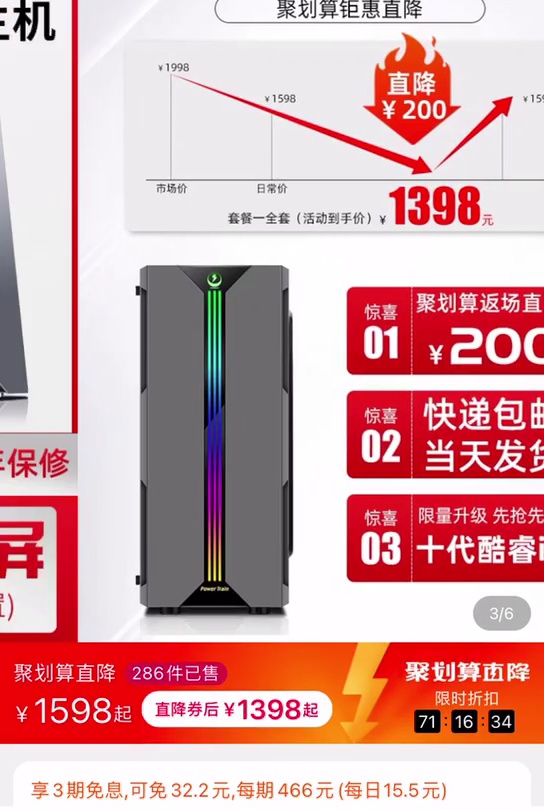 主机
聚划算钜惠直降
¥1998
¥1598
直降
¥200
市场价
日常价
套餐一全套（活动到手价）¥1398元
惊喜
01
聚划算返场直
¥200
惊喜
02
快递包邮
当天发货
惊喜
03
限量升级 先抢先
十代酷睿
保修
屏
Power Train
3/6
聚划算直降 286件已售
¥1598起 直降券后¥1398起
聚划算直降
限时折扣
71:16:34
享3期免息,可免32.2元,每期466元(每日15.5元)